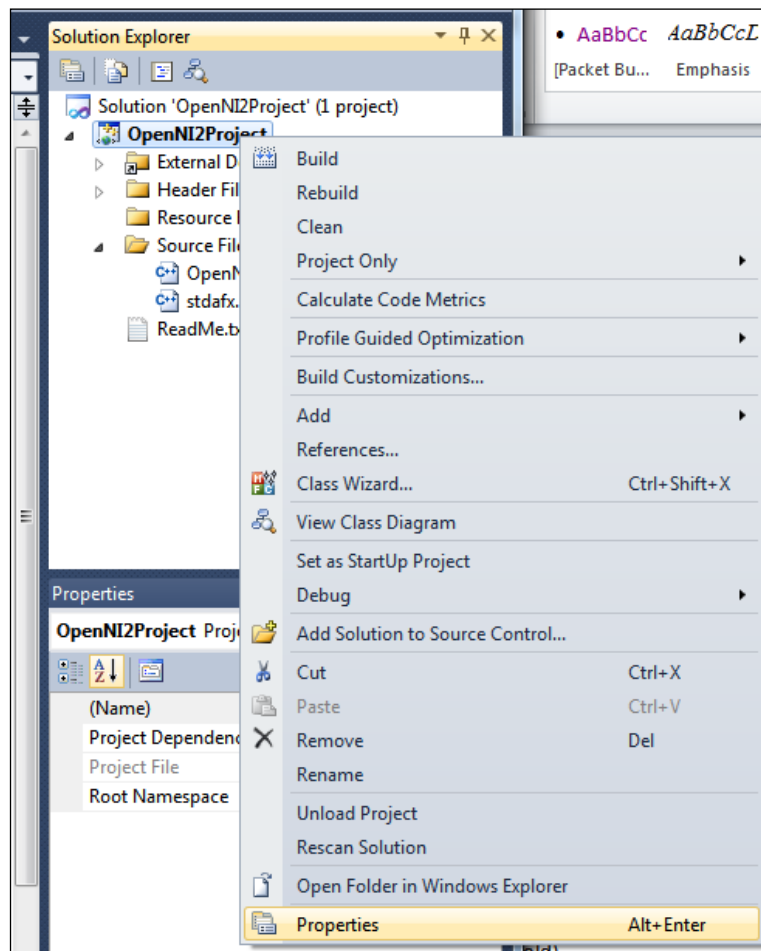 Solution Explorer
AaBbCc AaBbCcL
[Packet Bu... Emphasis
Solution 'OpenNI2Project' (1 project)
OpenNI2Project
External D
Header Fil
Resource
Source File
OpenN
stdafx.
ReadMe.tx
Build
Rebuild
Clean
Project Only
Calculate Code Metrics
Profile Guided Optimization
Build Customizations...
Add
References...
Class Wizard... Ctrl+Shift+X
View Class Diagram
Set as StartUp Project
Debug
Add Solution to Source Control...
Cut Ctrl+X
Paste Ctrl+V
Remove Del
Rename
Unload Project
Rescan Solution
Open Folder in Windows Explorer
Properties Alt+Enter
Properties
OpenNI2Project Proje
(Name)
Project Dependenc
Project File
Root Namespace